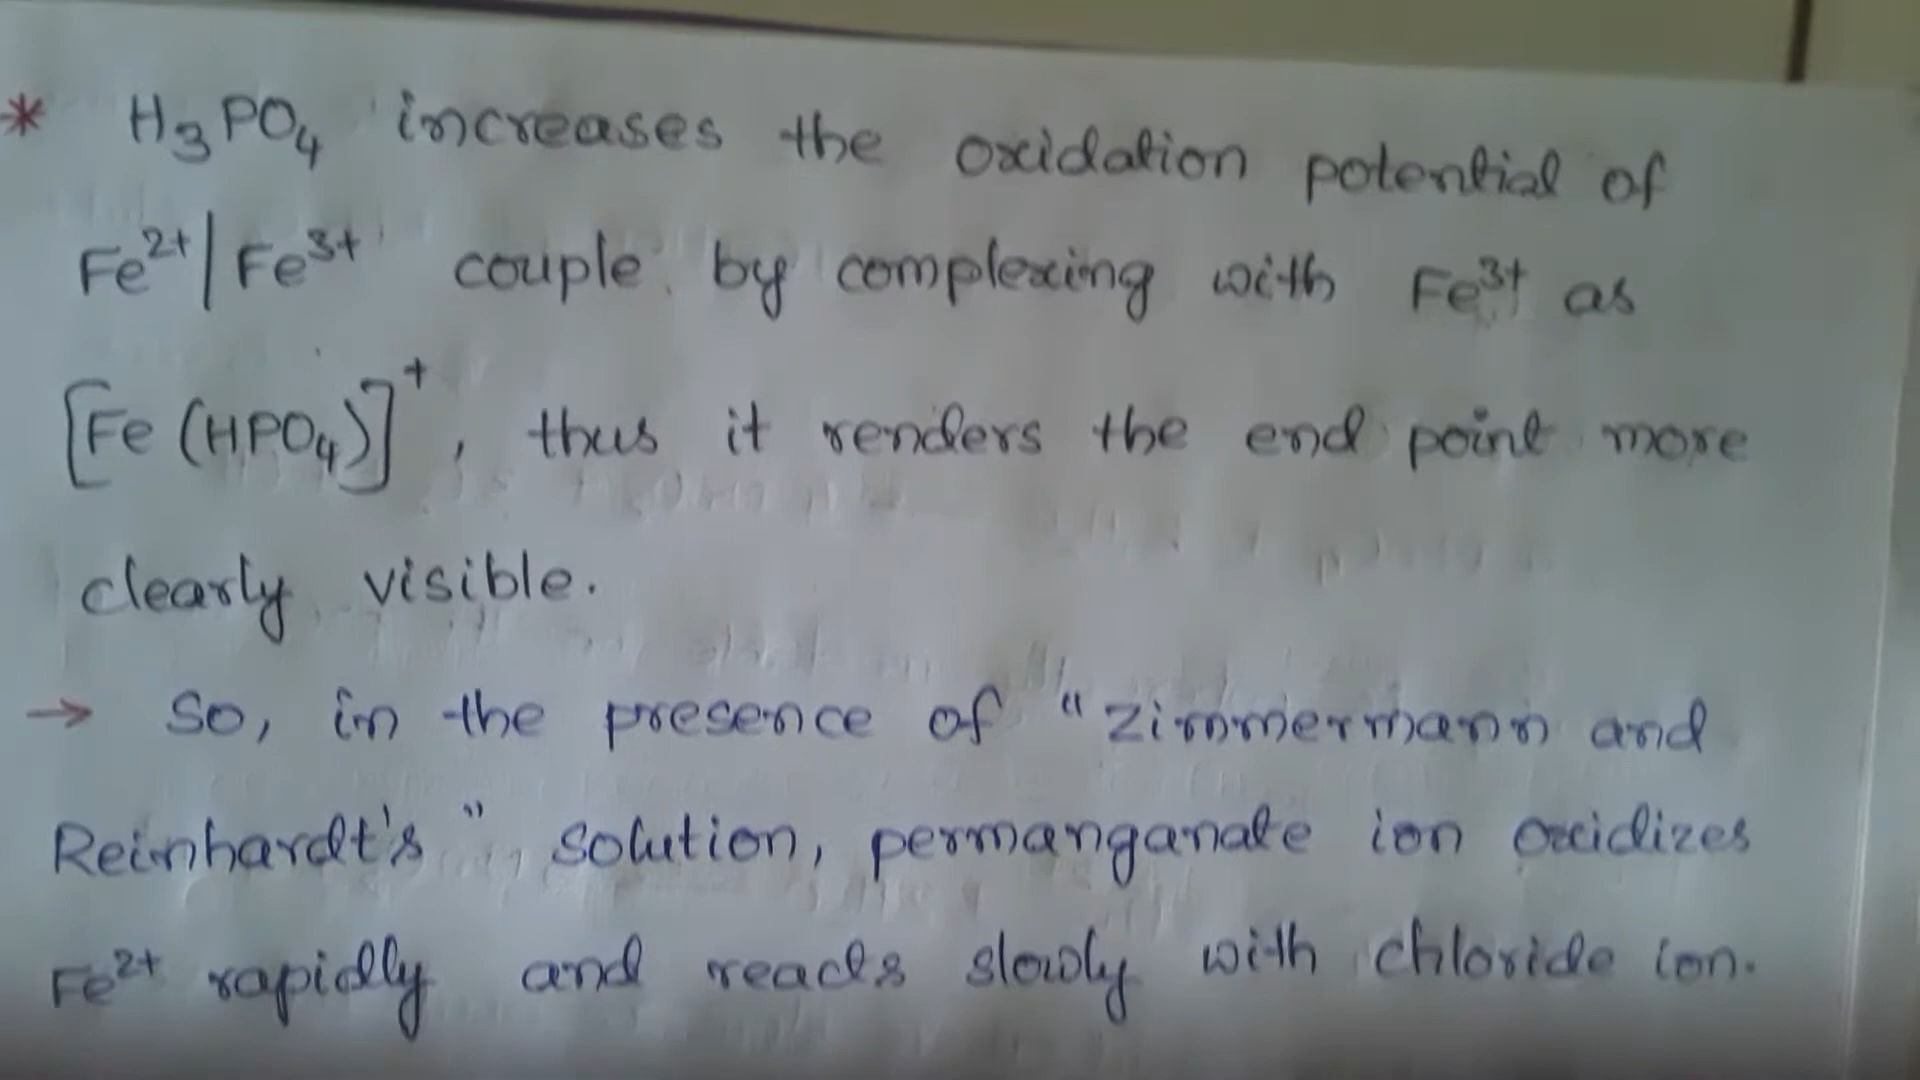 * H₃PO₄ increases the oxidation potential of
Fe²⁺/Fe³⁺ couple by complexing with Fe³⁺ as
[Fe(HPO₄)]⁺, thus it renders the end point more
clearly visible.
→ So, in the presence of "Zimmermann and
Reinhardt's" solution, permanganate ion oxidizes
Fe²⁺ rapidly and reacts slowly with chloride ion.